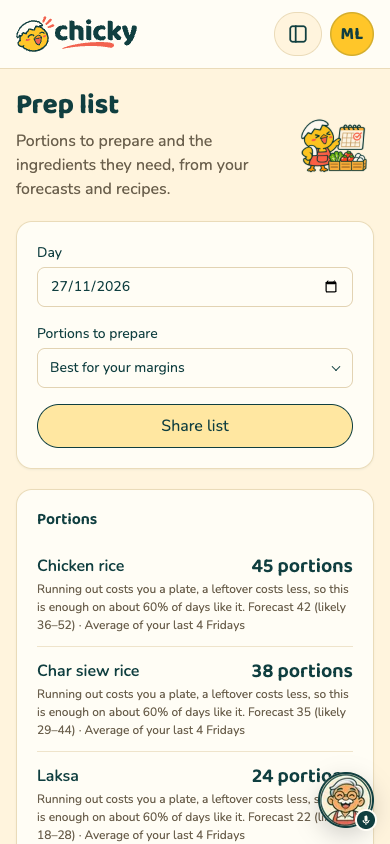 chicky
MŁ
Prep list
Portions to prepare and the
ingredients they need, from your
forecasts and recipes.
Day
27/11/2026
Portions to prepare
Best for your margins
Share list
Portions
Chicken rice
45 portions
Running out costs you a plate, a leftover costs less, so this
is enough on about 60% of days like it. Forecast 42 (likely
36–52) · Average of your last 4 Fridays
Char siew rice
38 portions
Running out costs you a plate, a leftover costs less, so this
is enough on about 60% of days like it. Forecast 35 (likely
29–44) · Average of your last 4 Fridays
Laksa
24
Running out costs you a plate, a leftover costs less,
is enough on about 60% of days like it. Forecast 22
18–28) · Average of your last 4 Fridays